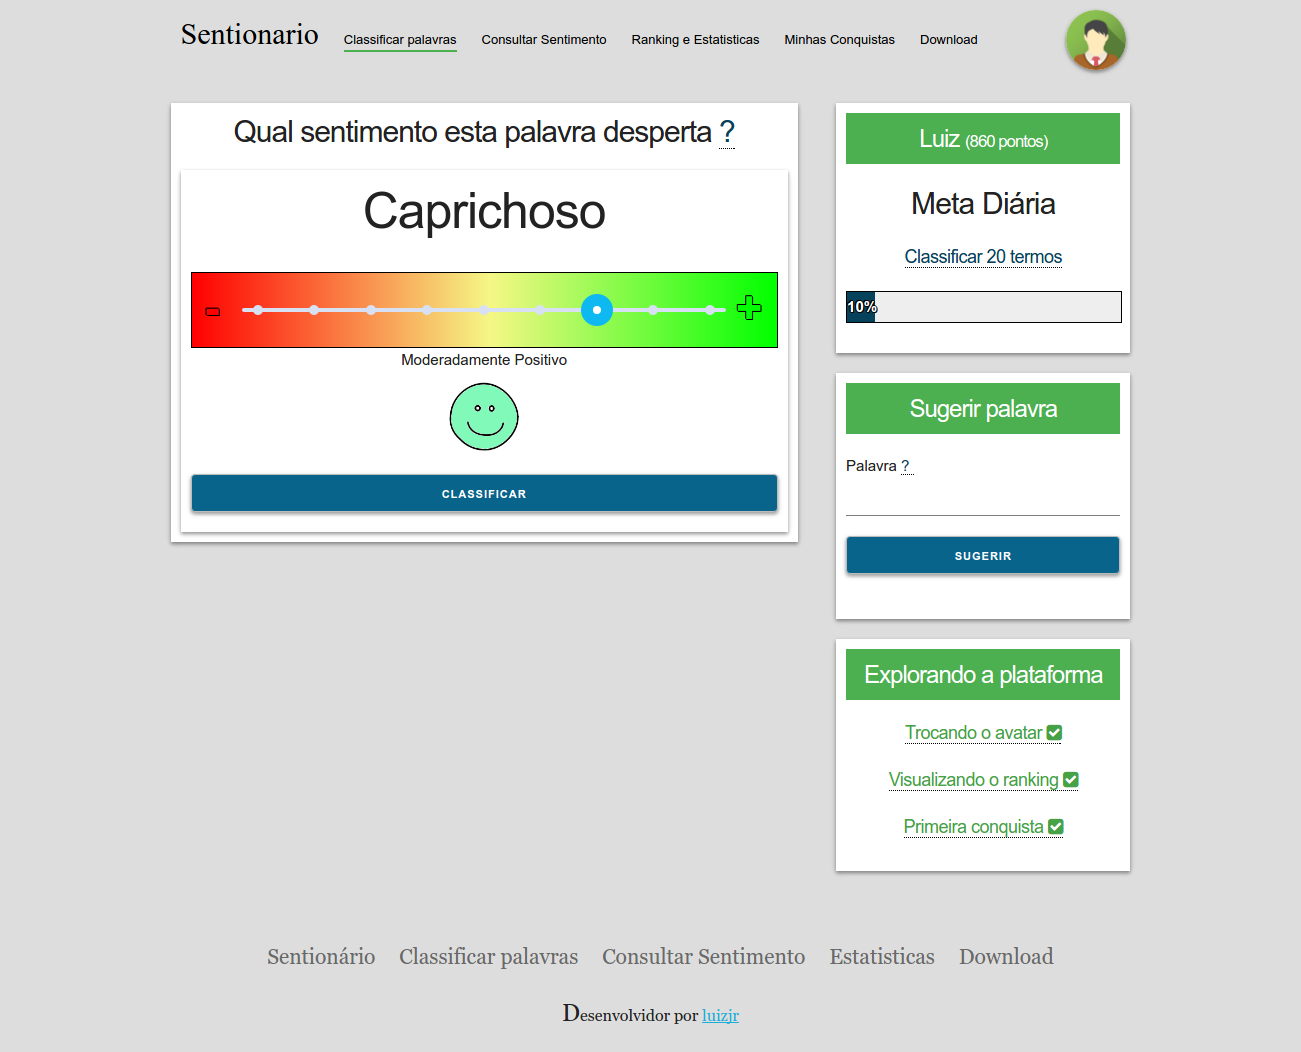 Sentionario
Classificar palavras
Consultar Sentimento
Ranking e Estatisticas
Minhas Conquistas
Download
Qual sentimento esta palavra desperta ?
Caprichoso
Moderadamente Positivo
CLASSIFICAR
Luiz (860 pontos)
Meta Diária
Classificar 20 termos
10%
Sugerir palavra
Palavra ?
SUGERIR
Explorando a plataforma
Trocando o avatar
Visualizando o ranking
Primeira conquista
Sentionário
Classificar palavras
Consultar Sentimento
Estatisticas
Download
Desenvolvidor por luizjr